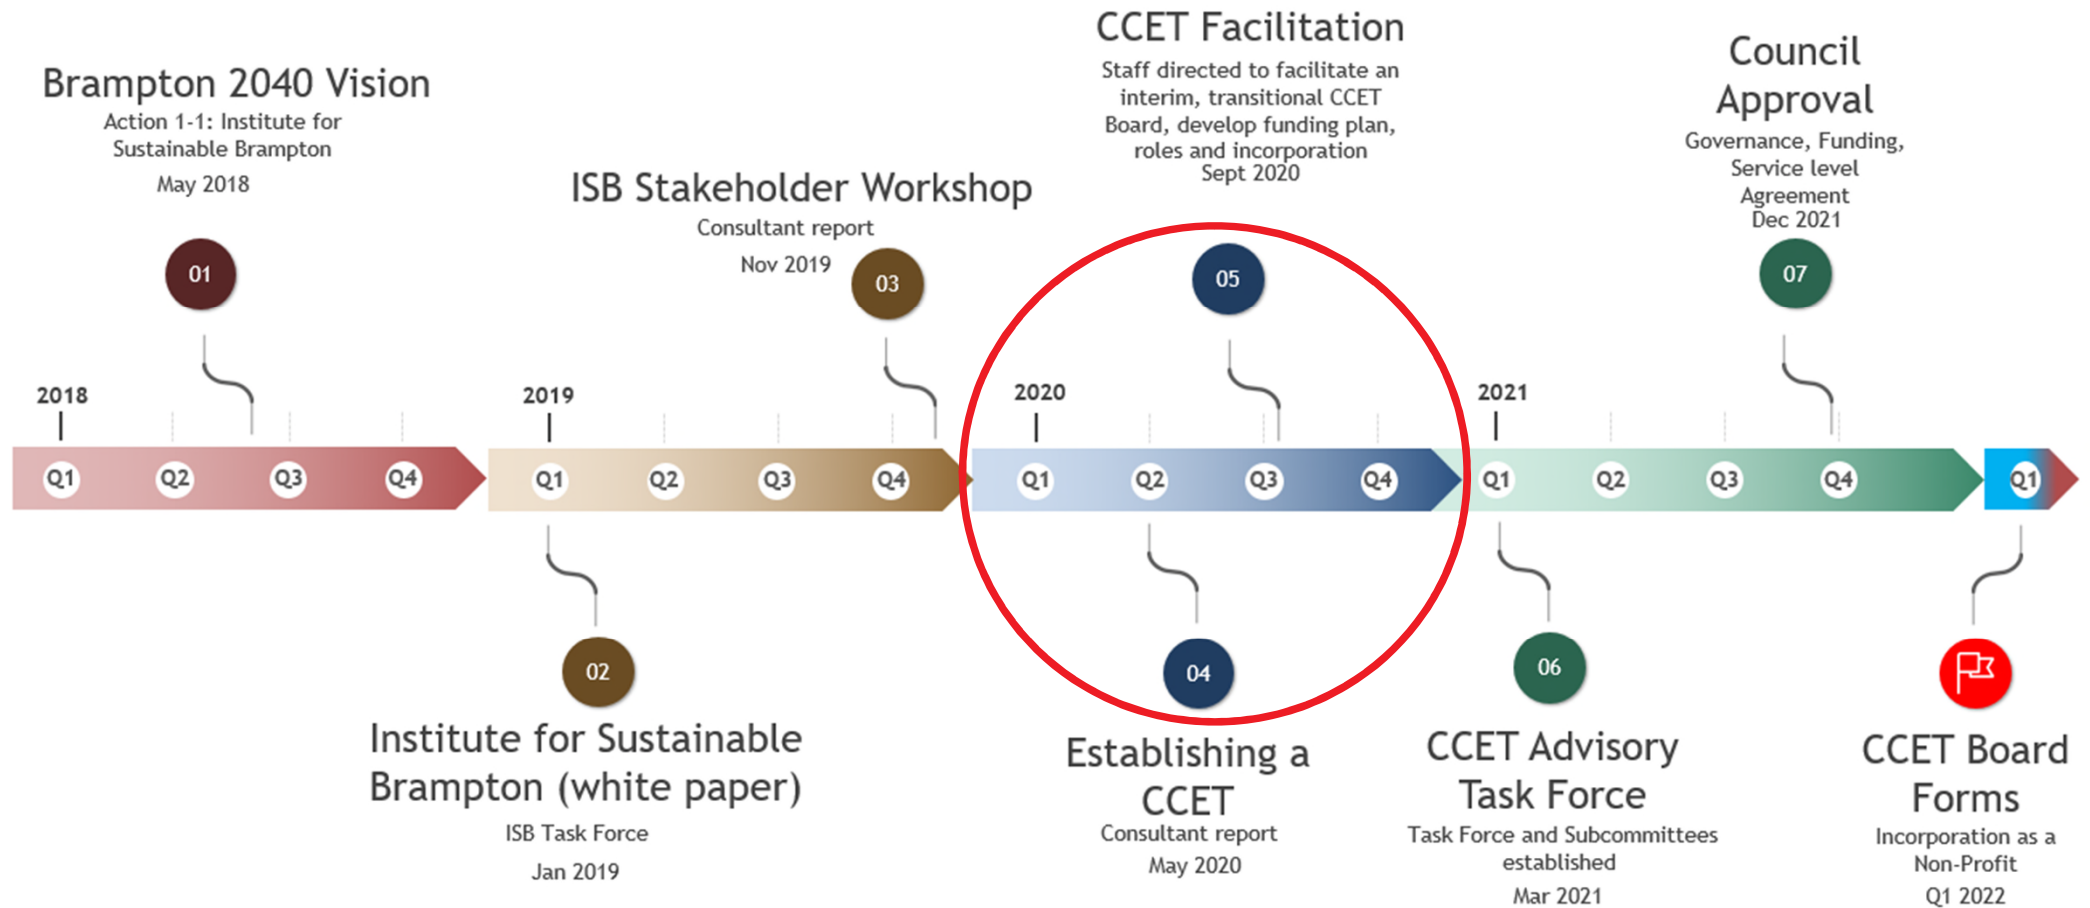 Brampton 2040 Vision
Action 1-1: Institute for
Sustainable Brampton
May 2018
01
ISB Stakeholder Workshop
Consultant report
Nov 2019
03
CCET Facilitation
Staff directed to facilitate an
interim, transitional CCET
Board, develop funding plan,
roles and incorporation
Sept 2020
05
Council
Approval
Governance, Funding,
Service level
Agreement
Dec 2021
07
2018
2019
2020
2021
Q1 Q2 Q3 Q4 Q1 Q2 Q3 Q4 Q1 Q2 Q3 Q4 Q1 Q2 Q3 Q4 Q1
02
Institute for Sustainable
Brampton (white paper)
ISB Task Force
Jan 2019
04
Establishing a
CCET
Consultant report
May 2020
06
CCET Advisory
Task Force
Task Force and Subcommittees
established
Mar 2021
CCET Board
Forms
Incorporation as a
Non-Profit
Q1 2022